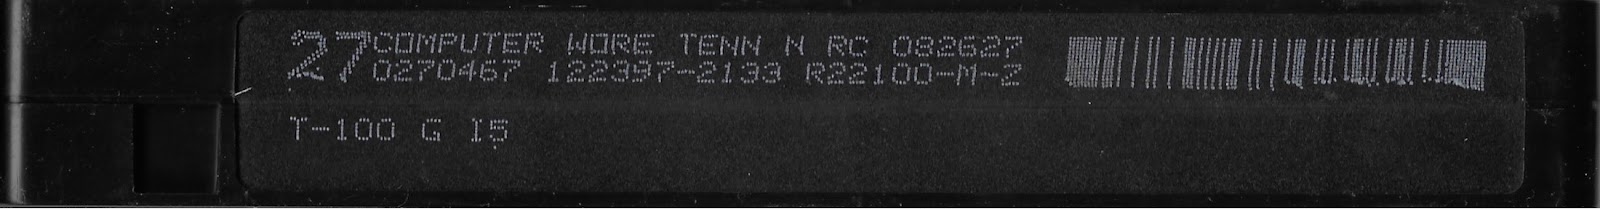 27 COMPUTER WORE TENN N RC 082627
0270467 122397-2133 R22100-M-Z
T-100 G I5